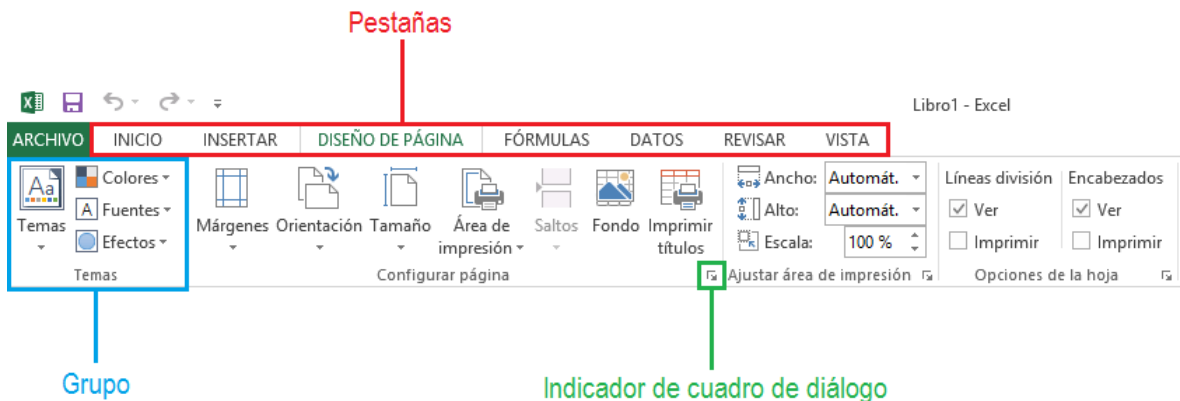 Pestañas
Libro1 - Excel
ARCHIVO INICIO INSERTAR DISEÑO DE PÁGINA FÓRMULAS DATOS REVISAR VISTA
Aa
Temas
Colores
A Fuentes
Efectos
Temas
Márgenes
Orientación
Tamaño
Área de
impresión
Saltos
Fondo
Imprimir
títulos
Configurar página
Ancho: Automát.
Alto: Automát.
Escala: 100 %
Ajustar área de impresión
Líneas división
Ver
Imprimir
Encabezados
Ver
Imprimir
Opciones de la hoja
Grupo
Indicador de cuadro de diálogo